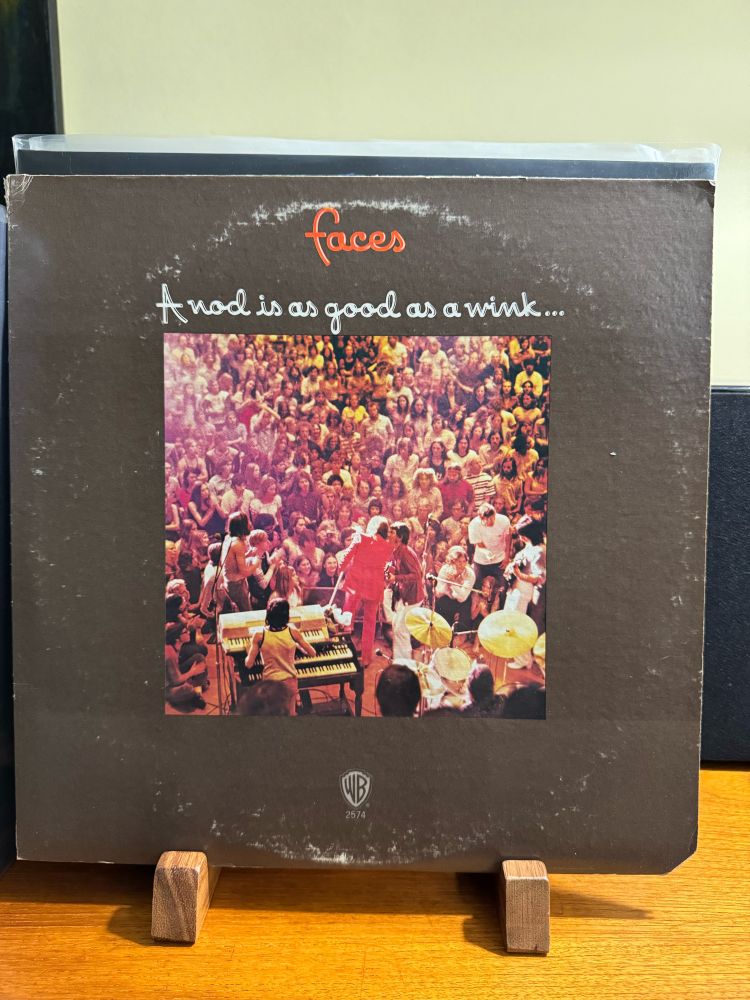 faces
A nod is as good as a wink...
WB
2574